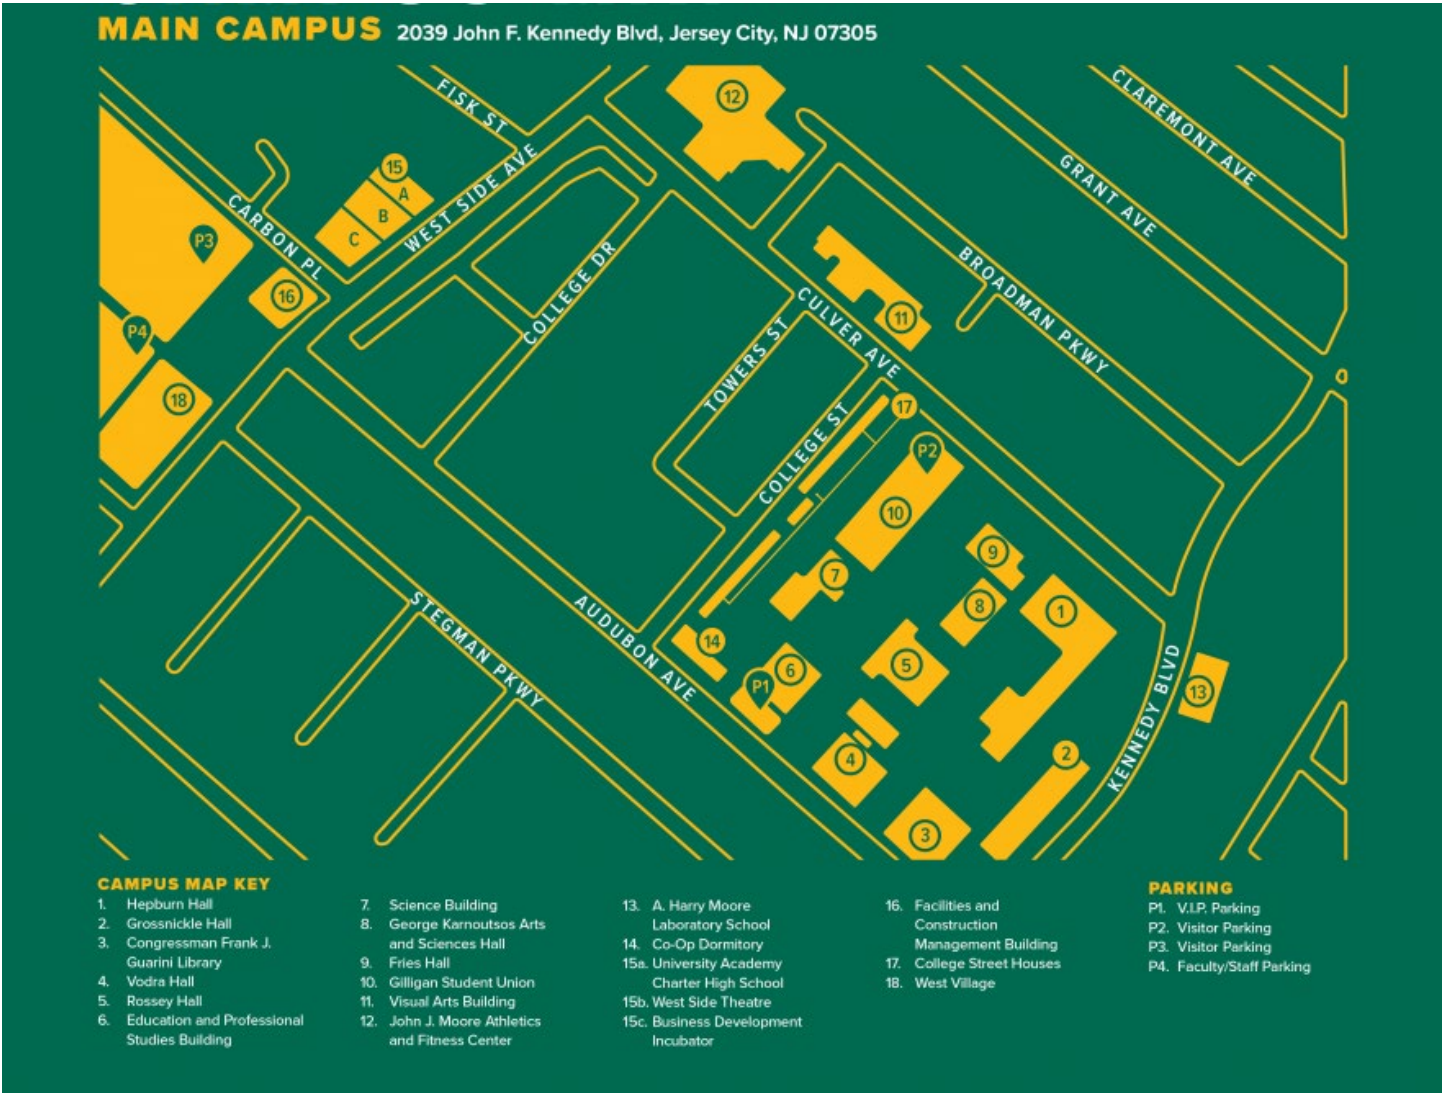 MAIN CAMPUS 2039 John F. Kennedy Blvd, Jersey City, NJ 07305
FISK ST
12
CLAREMONT AVE
15
A
B
C
WEST SIDE AVE
GRANT AVE
CARBON PL
P3
COLLEGE DR
BROADMAN PKWY
16
CULVER AVE
11
P4
TOWERS ST
18
17
COLLEGE ST
P2
10
9
7
8
1
STEGMAN PKWY
AUDUBON AVE
14
6
5
P1
KENNEDY BLVD
13
4
2
3
CAMPUS MAP KEY
1. Hepburn Hall
2. Grossnickle Hall
3. Congressman Frank J.
Guarini Library
4. Vodra Hall
5. Rossey Hall
6. Education and Professional
Studies Building
7. Science Building
8. George Karnoutsos Arts
and Sciences Hall
9. Fries Hall
10. Gilligan Student Union
11. Visual Arts Building
12. John J. Moore Athletics
and Fitness Center
13. A. Harry Moore
Laboratory School
14. Co-Op Dormitory
15a. University Academy
Charter High School
15b. West Side Theatre
15c. Business Development
Incubator
16. Facilities and
Construction
Management Building
17. College Street Houses
18. West Village
PARKING
P1. V.I.P. Parking
P2. Visitor Parking
P3. Visitor Parking
P4. Faculty/Staff Parking